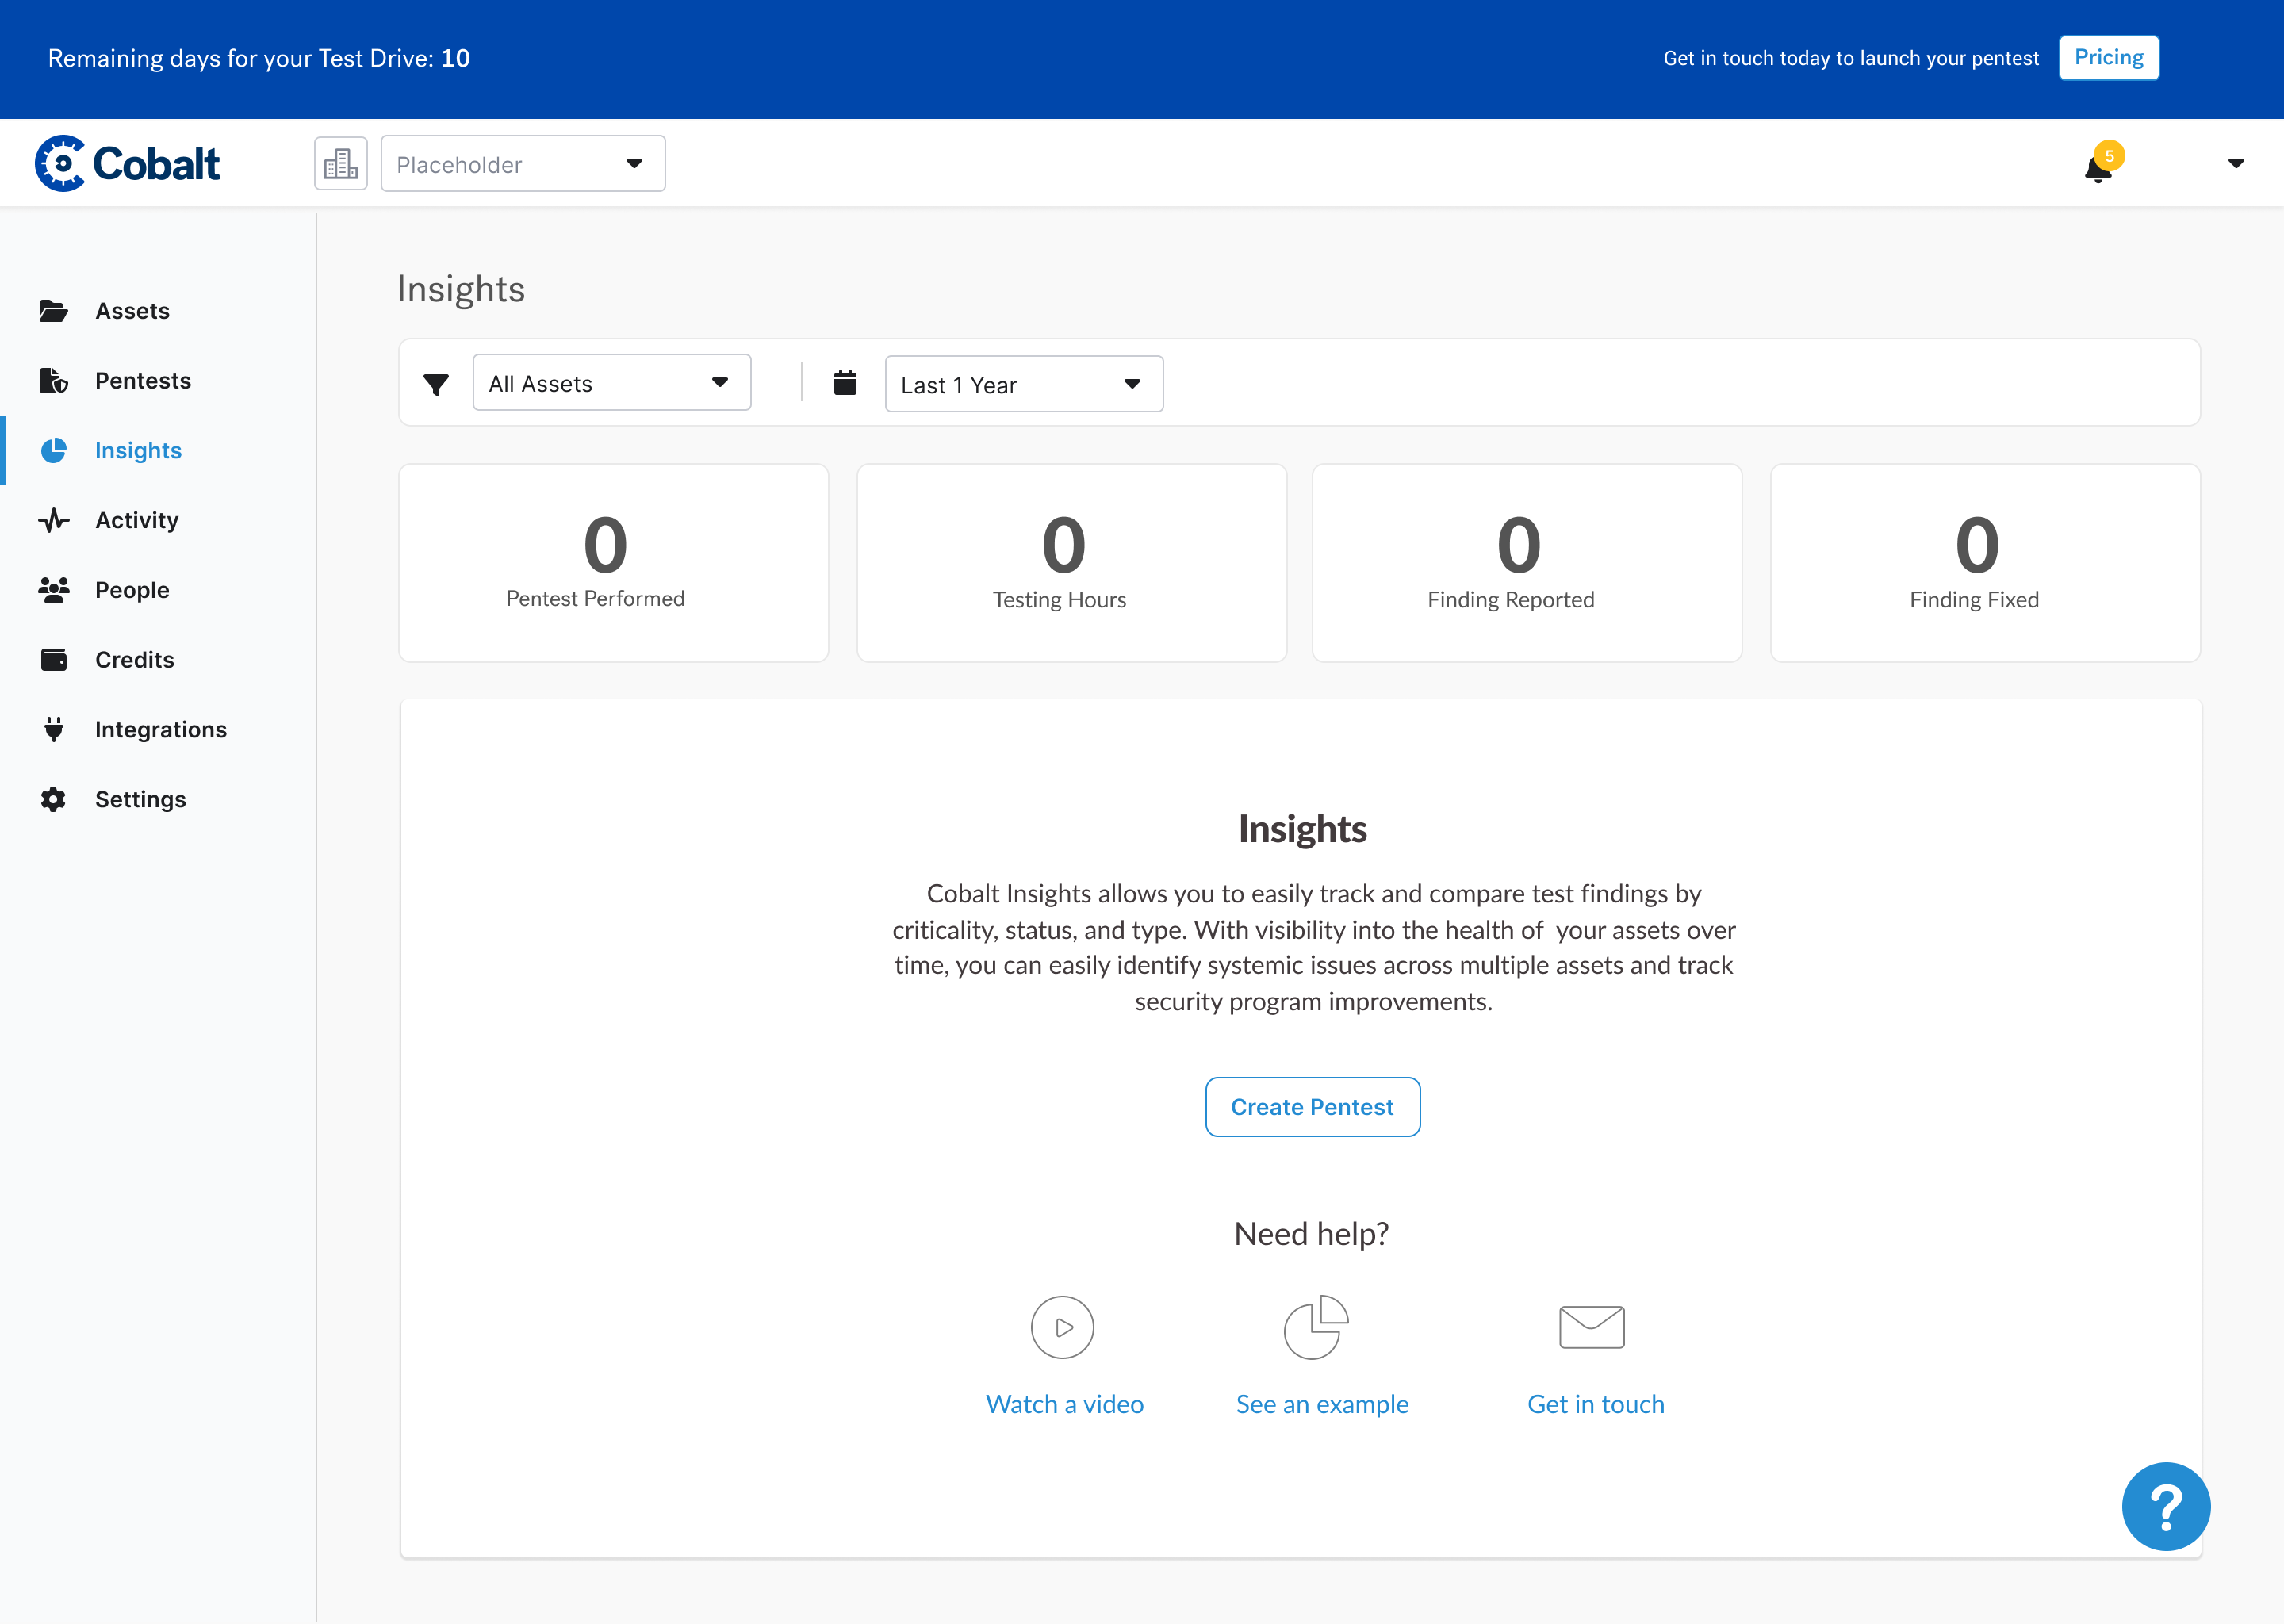 Remaining days for your Test Drive: 10
Get in touch today to launch your pentest
Pricing
Cobalt
Placeholder
5
Assets
Pentests
Insights
Activity
People
Credits
Integrations
Settings
Insights
All Assets
Last 1 Year
0
Pentest Performed
0
Testing Hours
0
Finding Reported
0
Finding Fixed
Insights
Cobalt Insights allows you to easily track and compare test findings by
criticality, status, and type. With visibility into the health of  your assets over
time, you can easily identify systemic issues across multiple assets and track
security program improvements.
Create Pentest
Need help?
Watch a video
See an example
Get in touch
?